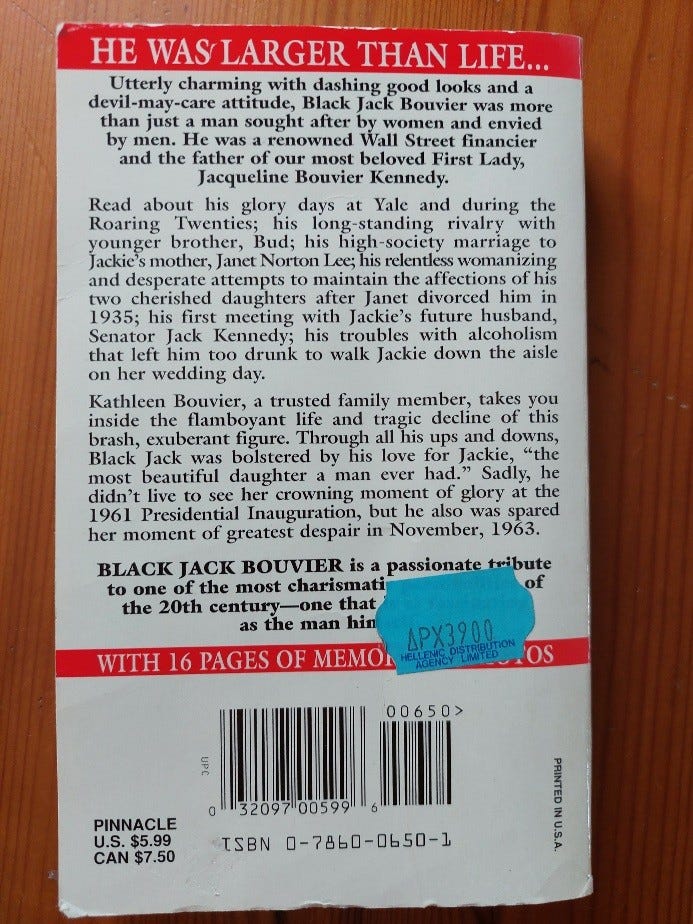 HE WAS LARGER THAN LIFE...
Utterly charming with dashing good looks and a
devil-may-care attitude, Black Jack Bouvier was more
than just a man sought after by women and envied
by men. He was a renowned Wall Street financier
and the father of our most beloved First Lady,
Jacqueline Bouvier Kennedy.
Read about his glory days at Yale and during the
Roaring Twenties; his long-standing rivalry with
younger brother, Bud; his high-society marriage to
Jackie's mother, Janet Norton Lee; his relentless womanizing
and desperate attempts to maintain the affections of his
two cherished daughters after Janet divorced him in
1935; his first meeting with Jackie's future husband,
Senator Jack Kennedy; his troubles with alcoholism
that left him too drunk to walk Jackie down the aisle
on her wedding day.
Kathleen Bouvier, a trusted family member, takes you
inside the flamboyant life and tragic decline of this
brash, exuberant figure. Through all his ups and downs,
Black Jack was bolstered by his love for Jackie, "the
most beautiful daughter a man ever had." Sadly, he
didn't live to see her crowning moment of glory at the
1961 Presidential Inauguration, but he also was spared
her moment of greatest despair in November, 1963.
BLACK JACK BOUVIER is a passionate tribute
to one of the most of
the 20th century—one that
as the man
WITH 16 PAGES OF
ΔΡΧ3900
HELLENIC DISTRIBUTION
AGENCY LIMITED
00650>
UPC
0 32097 00599 6
ISBN 0-7860-0650-1
PINNACLE
U.S. $5.99
CAN $7.50
PRINTED IN U.S.A.